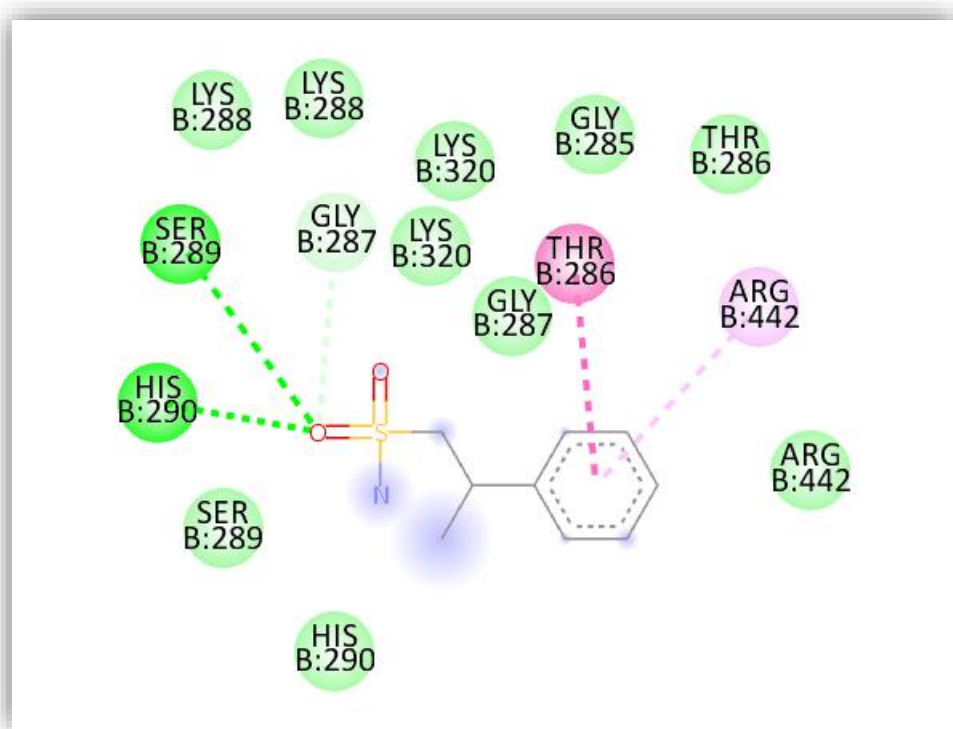 LYS
B:288
LYS
B:288
LYS
B:320
GLY
B:285
THR
B:286
SER
B:289
GLY
B:287
LYS
B:320
THR
B:286
GLY
B:287
ARG
B:442
HIS
B:290
O
O
S
N
ARG
B:442
SER
B:289
HIS
B:290